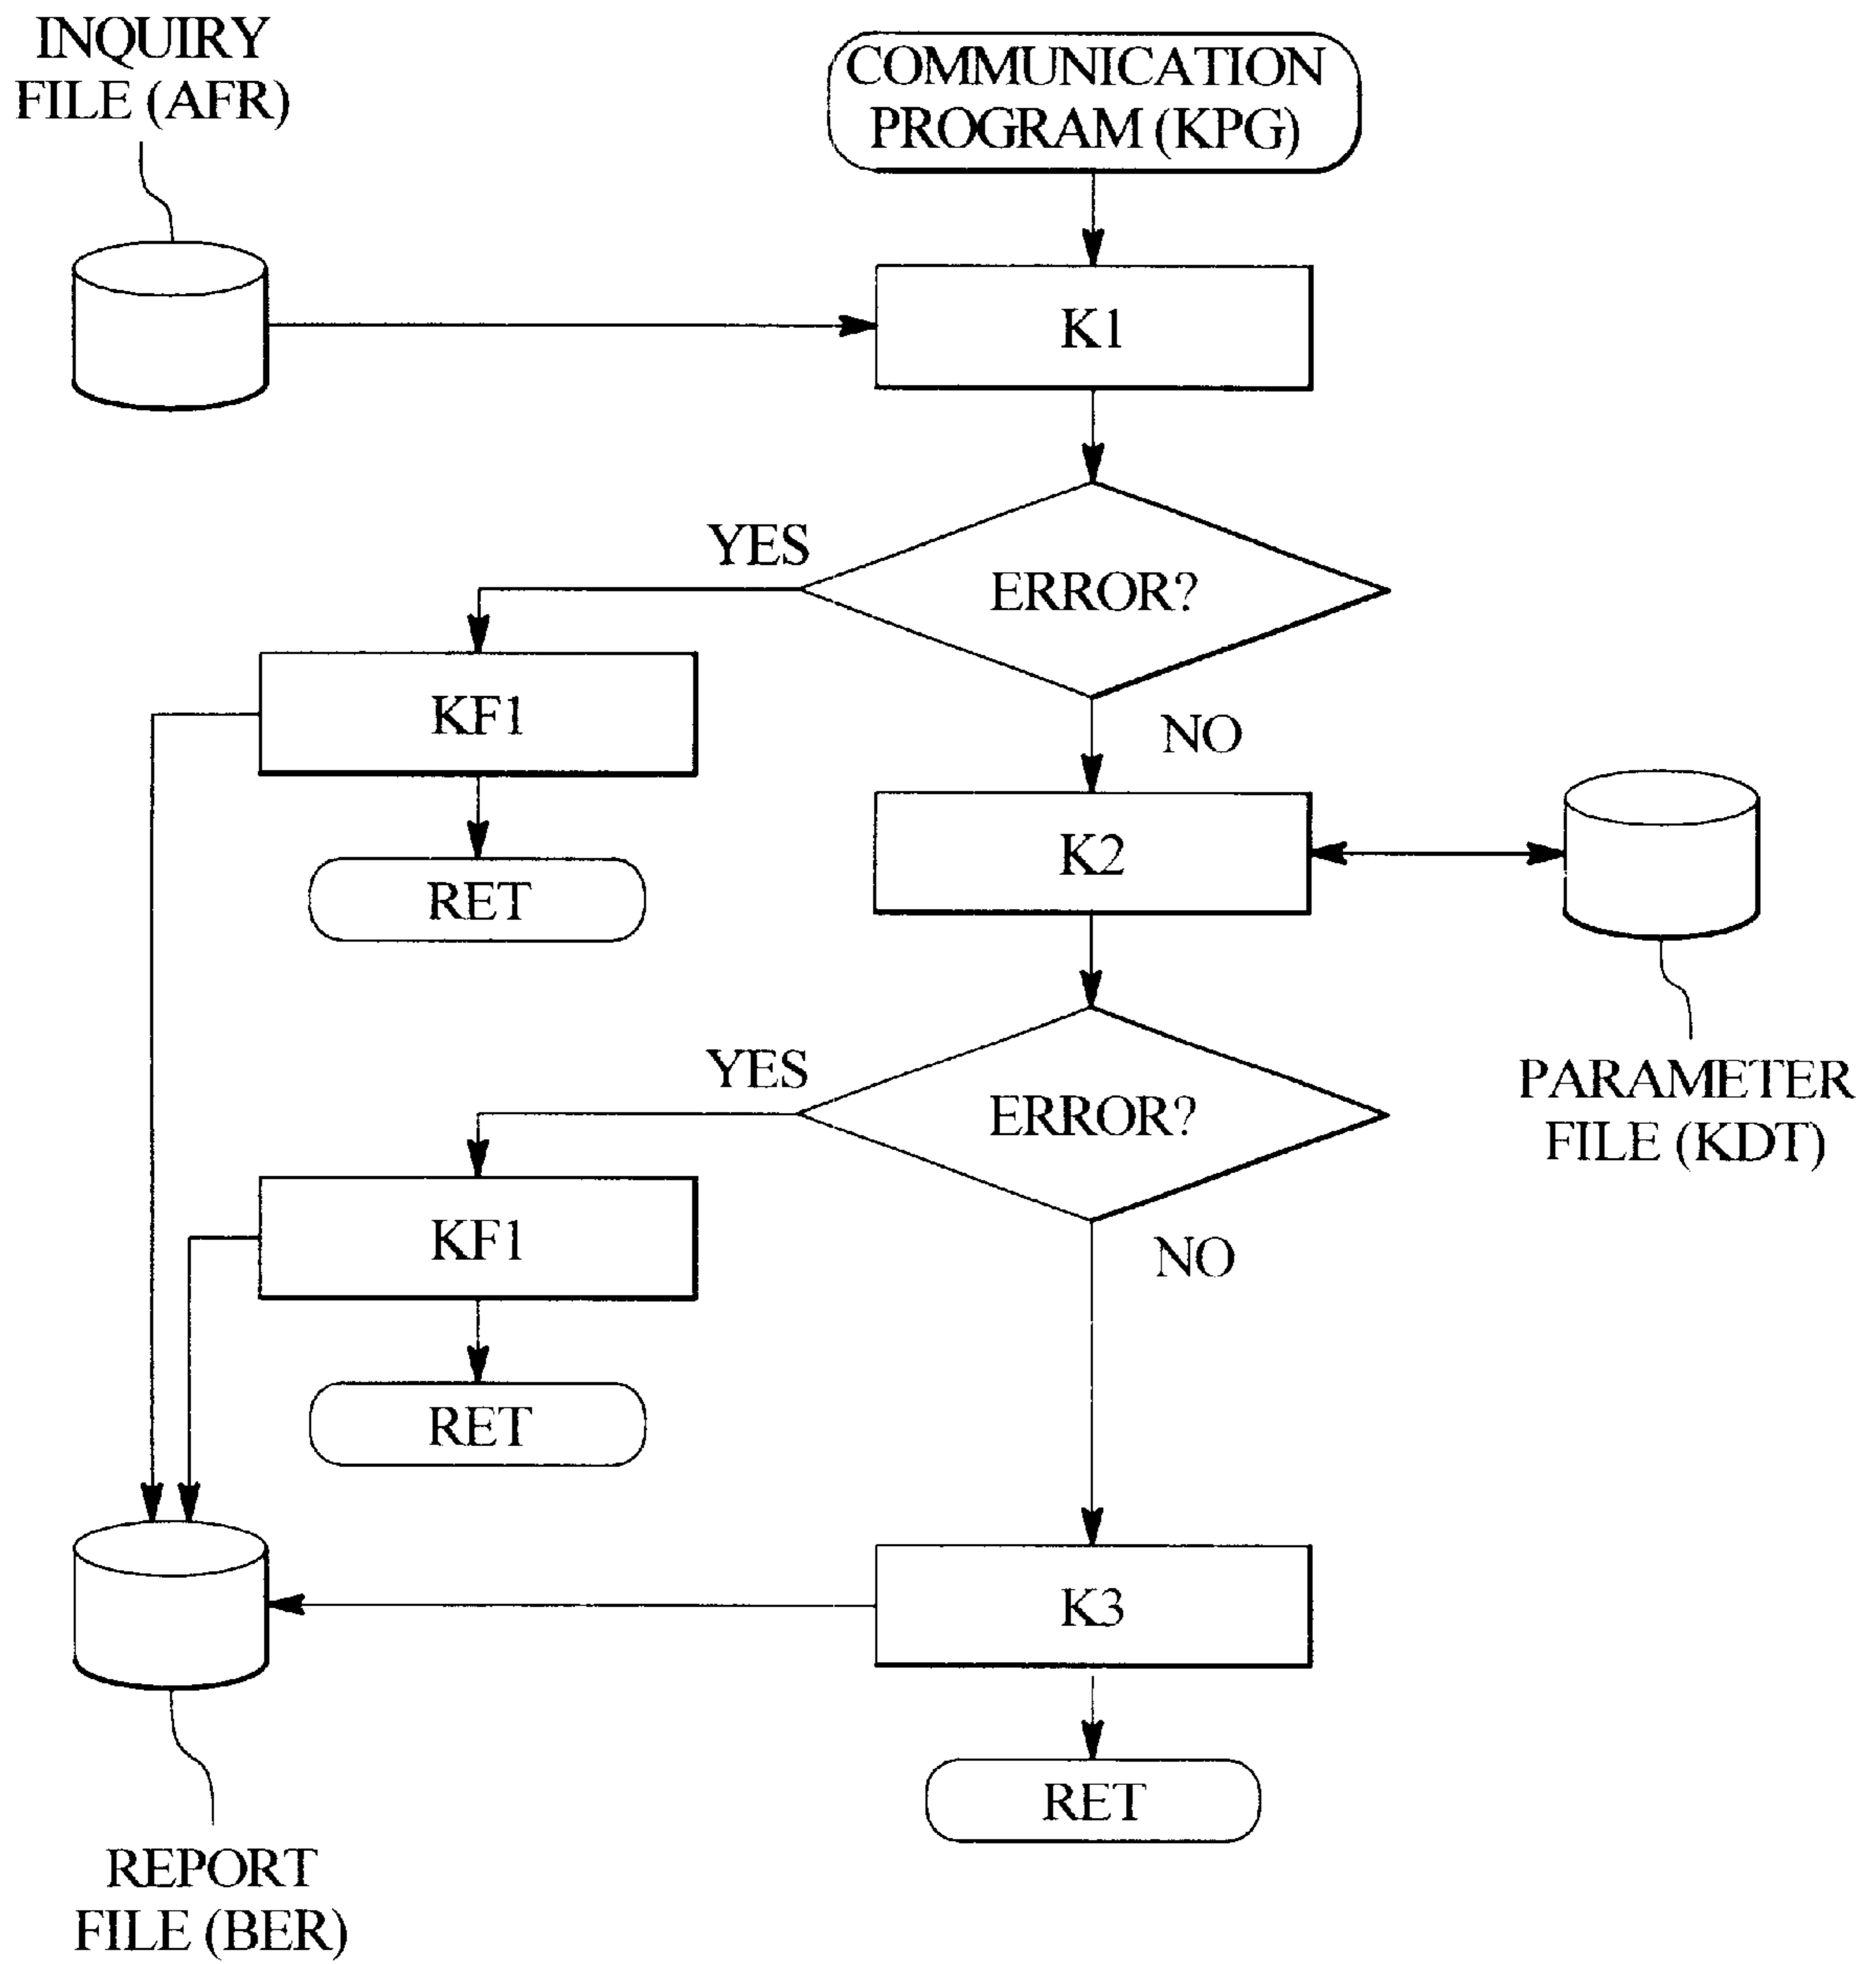 INQUIRY
FILE (AFR)
COMMUNICATION
PROGRAM (KPG)
K1
YES
ERROR?
KF1
NO
K2
RET
YES
ERROR?
PARAMETER
FILE (KDT)
KF1
NO
RET
K3
RET
REPORT
FILE (BER)